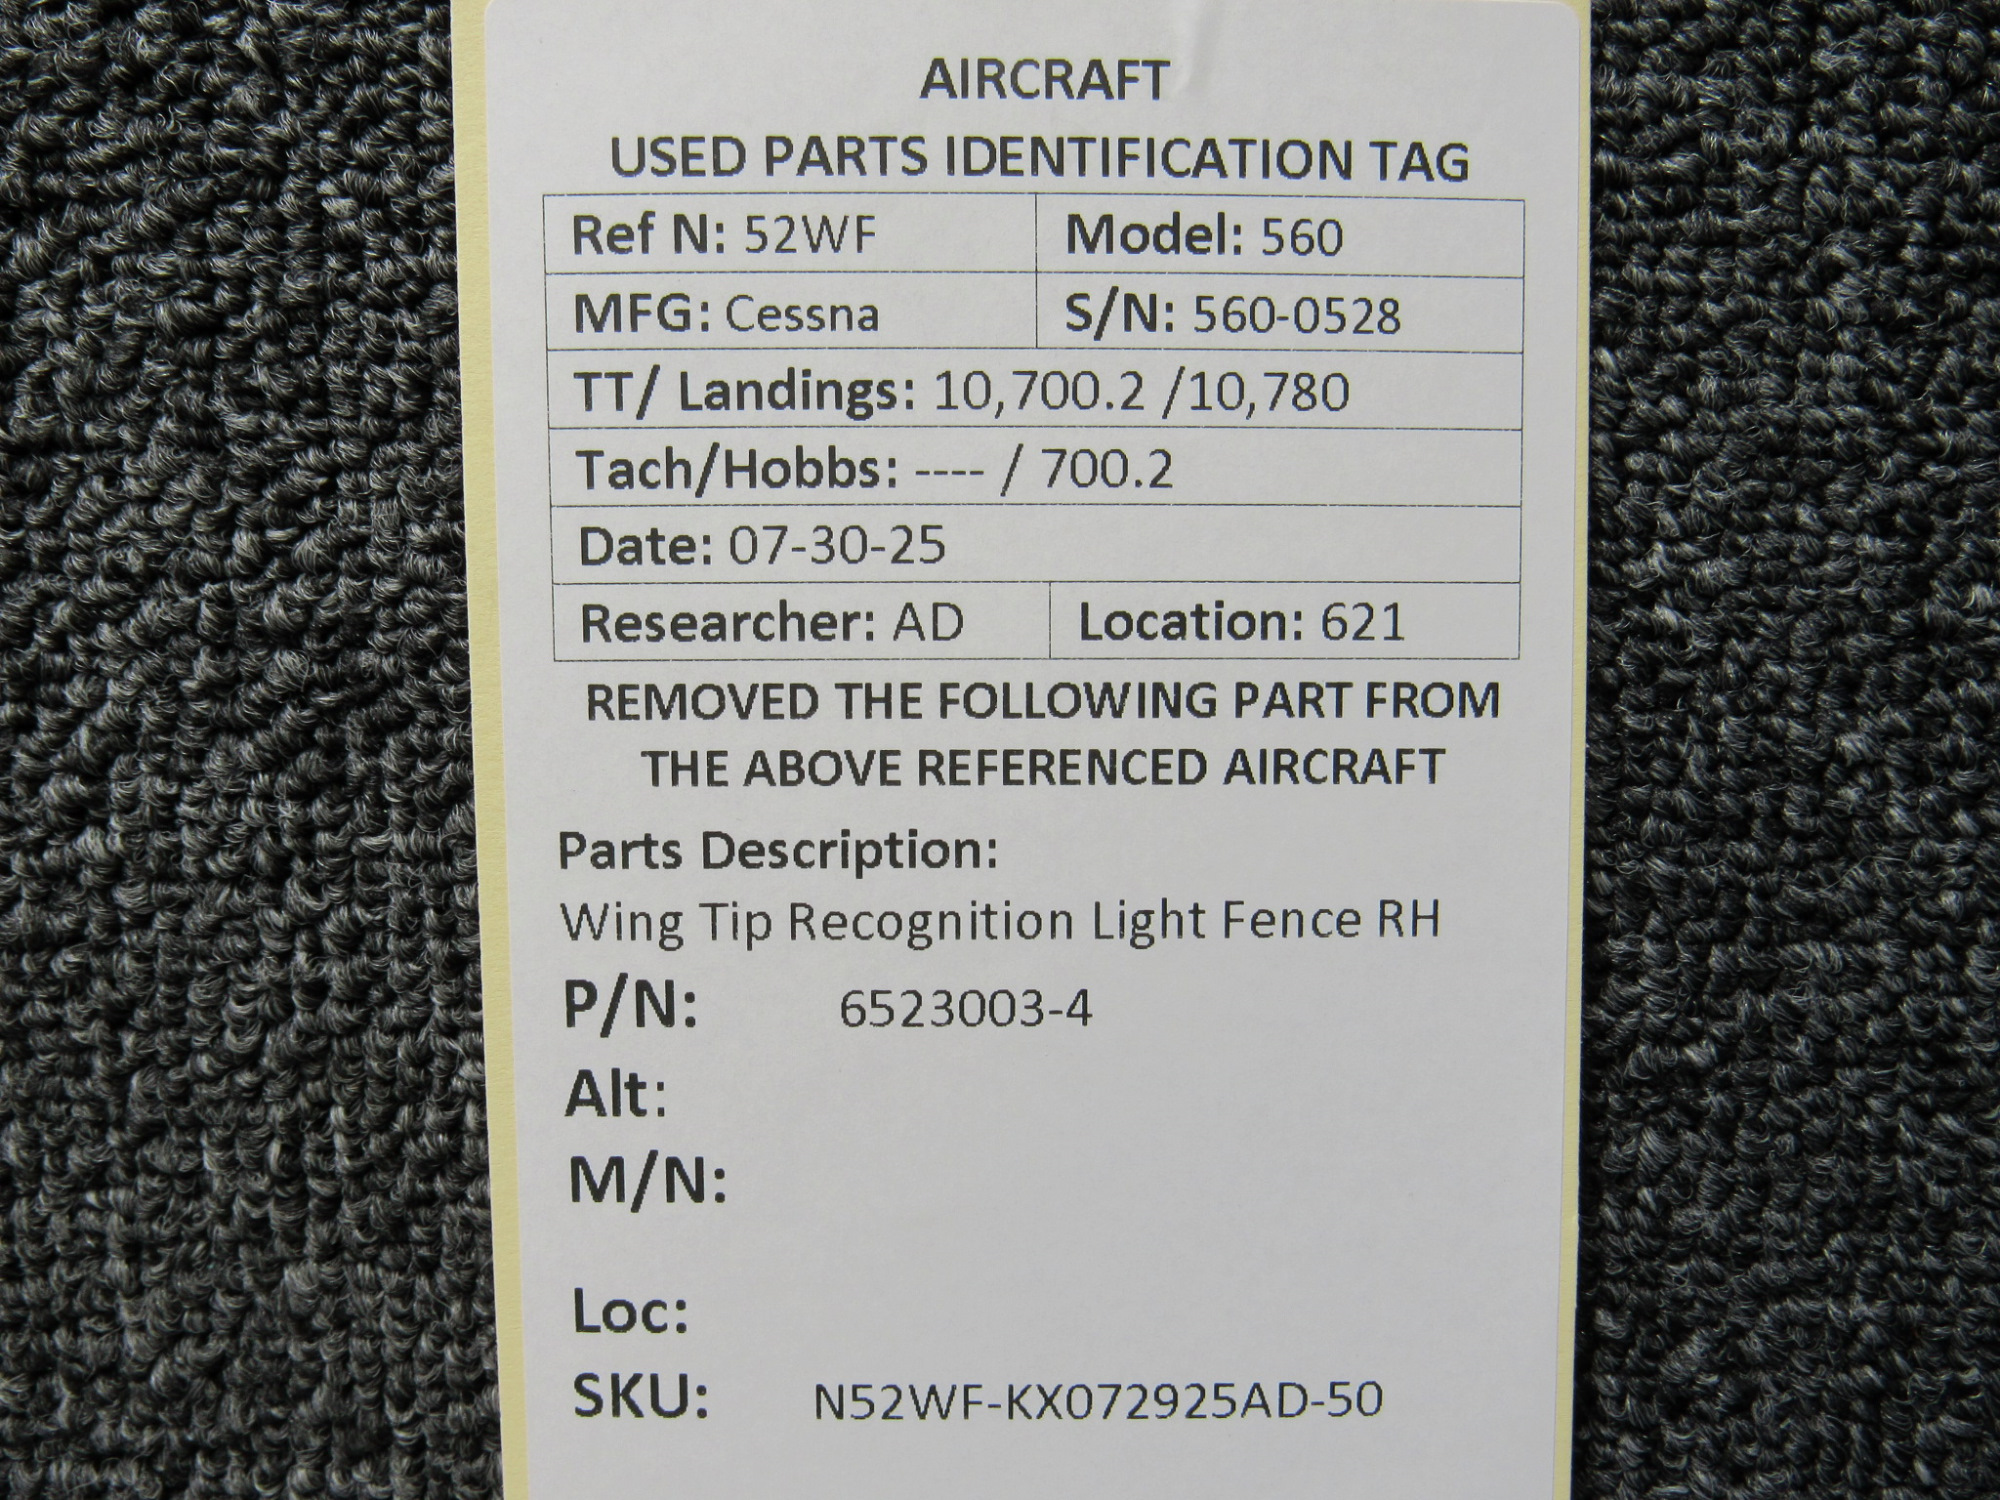 AIRCRAFT
USED PARTS IDENTIFICATION TAG
Ref N: 52WF Model: 560
MFG: Cessna S/N: 560-0528
TT/ Landings: 10,700.2 /10,780
Tach/Hobbs: ---- / 700.2
Date: 07-30-25
Researcher: AD Location: 621
REMOVED THE FOLLOWING PART FROM
THE ABOVE REFERENCED AIRCRAFT
Parts Description:
Wing Tip Recognition Light Fence RH
P/N: 6523003-4
Alt:
M/N:
Loc:
SKU: N52WF-KX072925AD-50